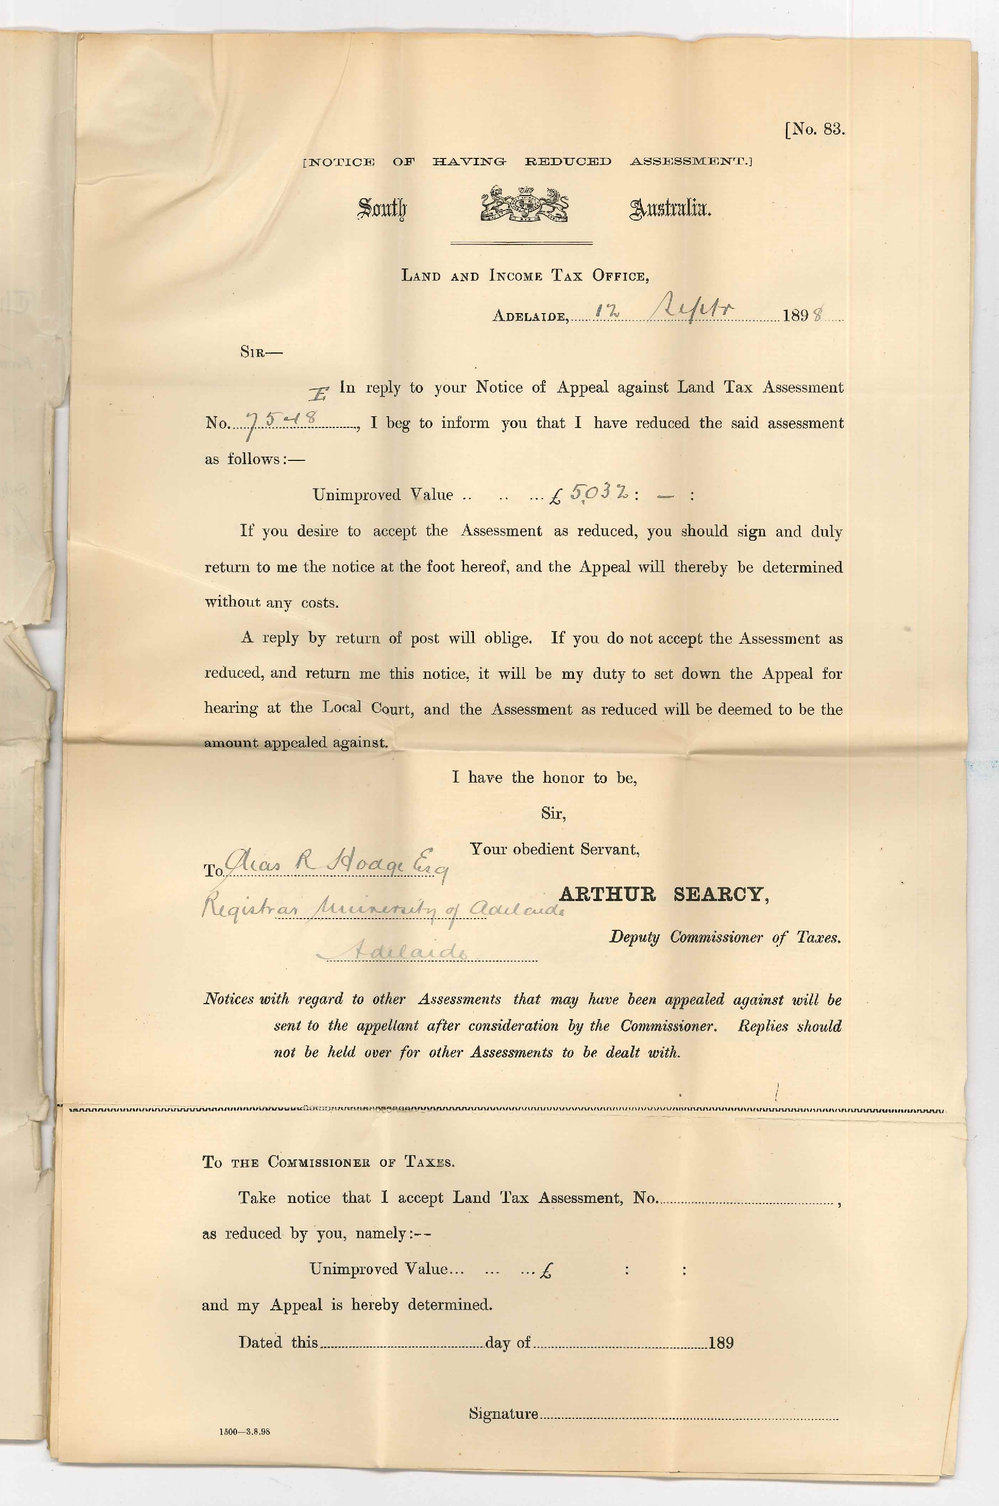 [No. 83.
[NOTICE OF HAVING REDUCED ASSESSMENT.]
South Australia.
LAND AND INCOME TAX OFFICE,
ADELAIDE, 12 Septr 1898
SIR—
E In reply to your Notice of Appeal against Land Tax Assessment
No. 7548, I beg to inform you that I have reduced the said assessment
as follows:—
Unimproved Value .. .. ... £ 5032 : — :
If you desire to accept the Assessment as reduced, you should sign and duly
return to me the notice at the foot hereof, and the Appeal will thereby be determined
without any costs.
A reply by return of post will oblige. If you do not accept the Assessment as
reduced, and return me this notice, it will be my duty to set down the Appeal for
hearing at the Local Court, and the Assessment as reduced will be deemed to be the
amount appealed against.
I have the honor to be,
Sir,
Your obedient Servant,
To Chas R Hodge Esq
Registrar University of Adelaide
Adelaide
ARTHUR SEARCY,
Deputy Commissioner of Taxes.
Notices with regard to other Assessments that may have been appealed against will be
sent to the appellant after consideration by the Commissioner. Replies should
not be held over for other Assessments to be dealt with.
TO THE COMMISSIONER OF TAXES.
Take notice that I accept Land Tax Assessment, No. ,
as reduced by you, namely:--
Unimproved Value... ... ... £ : :
and my Appeal is hereby determined.
Dated this day of 189
Signature
1500—3.8.98